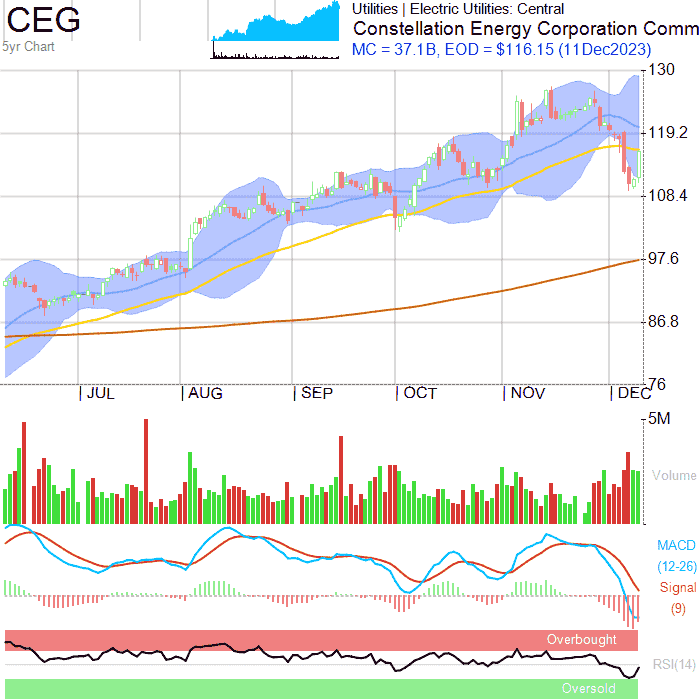 CEG
5yr Chart
Utilities | Electric Utilities: Central
Constellation Energy Corporation Comm
MC = 37.1B, EOD = $116.15 (11Dec2023)
130
119.2
108.4
97.6
86.8
76
JUL AUG SEP OCT NOV DEC
5M
Volume
MACD
(12-26)
Signal
(9)
Overbought
RSI(14)
Oversold